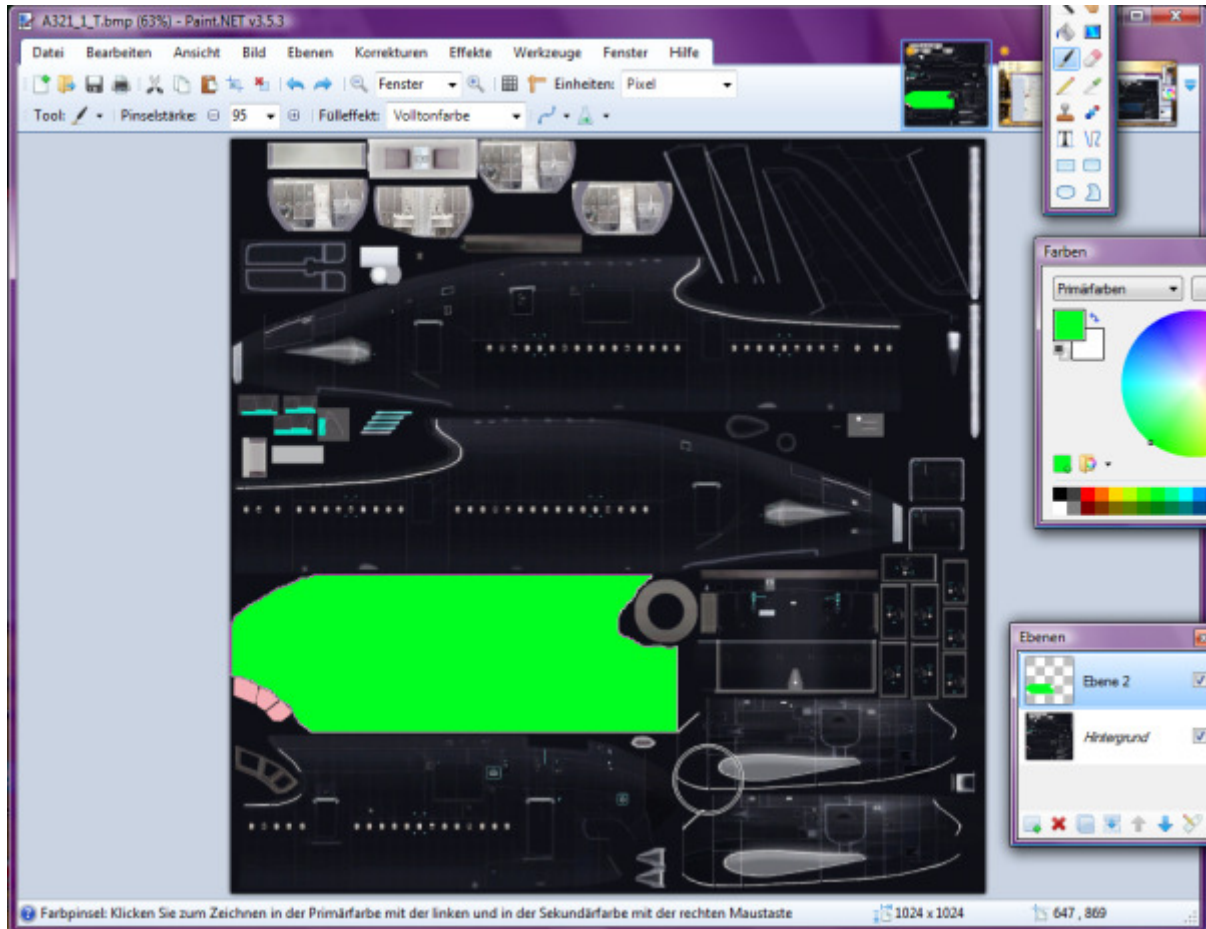 A321_1_T.bmp (63%) - Paint.NET v3.5.3
Datei Bearbeiten Ansicht Bild Ebenen Korrekturen Effekte Werkzeuge Fenster Hilfe
Fenster Einheiten: Pixel
Tool: Pinselstärke: 95 Fülleffekt: Volltonfarbe
Farben
Primärfarben
Ebenen
Ebene 2
Hintergrund
Farbpinsel: Klicken Sie zum Zeichnen in der Primärfarbe mit der linken und in der Sekundärfarbe mit der rechten Maustaste 1024 x 1024 647 , 869